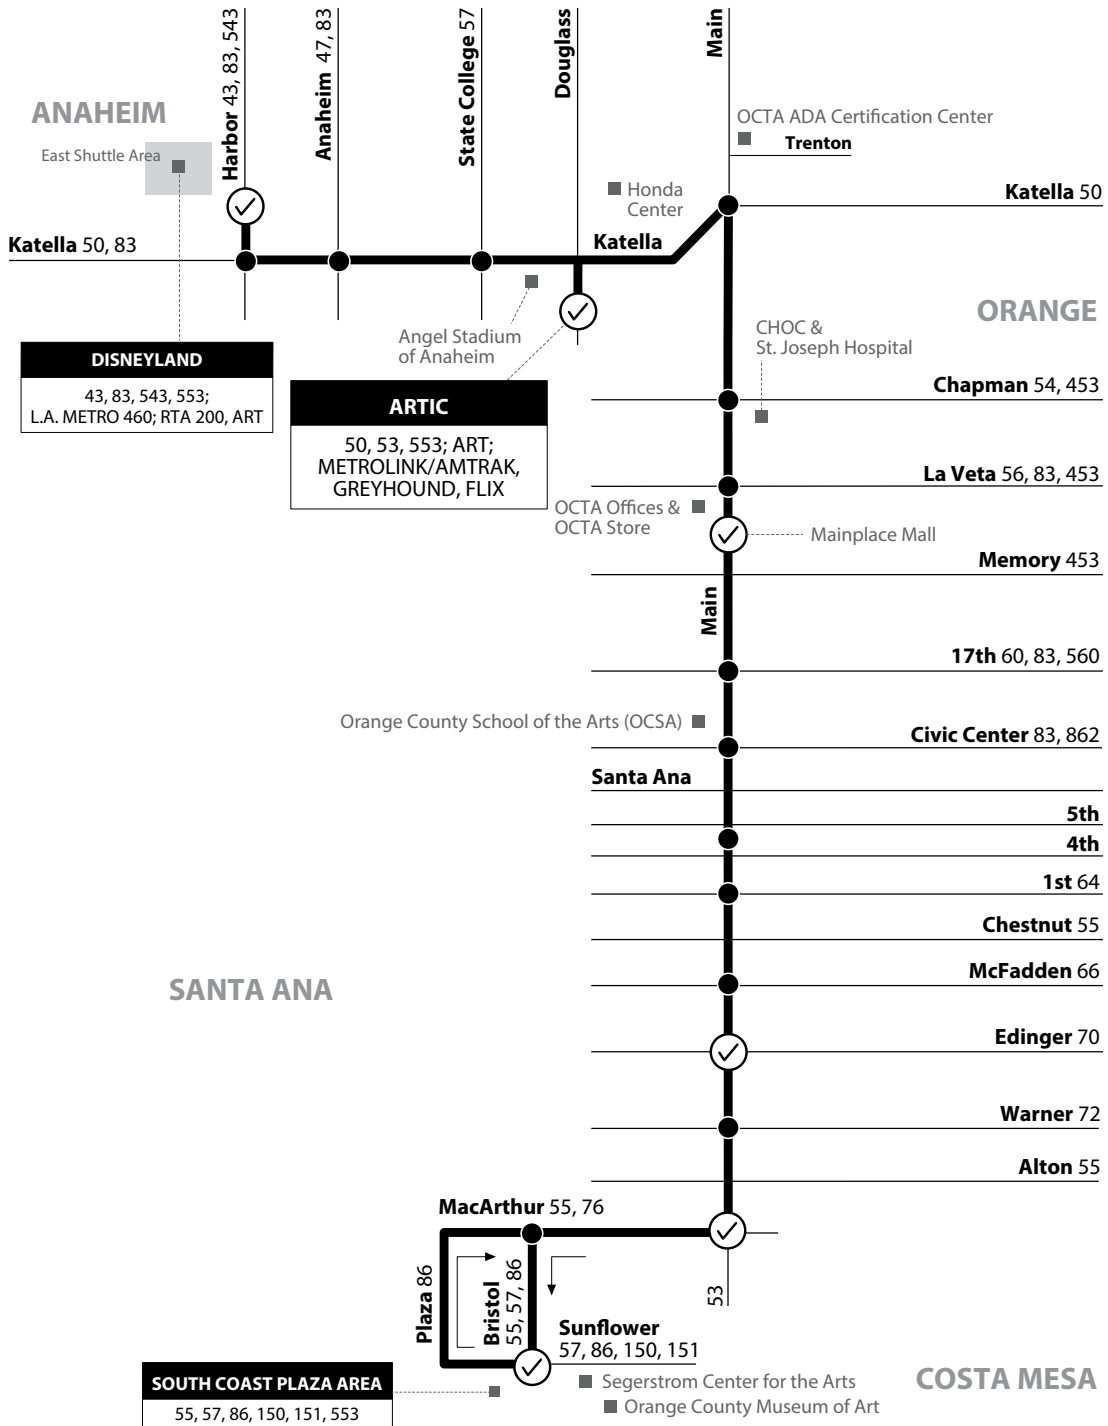 Harbor 43, 83, 543
Anaheim 47, 83
State College 57
Douglass
Main
ANAHEIM
East Shuttle Area
OCTA ADA Certification Center
Trenton
Honda
Center
Katella 50
Katella 50, 83
Katella
ORANGE
Angel Stadium
of Anaheim
CHOC &
St. Joseph Hospital
DISNEYLAND
43, 83, 543, 553;
L.A. METRO 460; RTA 200, ART
ARTIC
50, 53, 553; ART;
METROLINK/AMTRAK,
GREYHOUND, FLIX
Chapman 54, 453
La Veta 56, 83, 453
OCTA Offices &
OCTA Store
Mainplace Mall
Memory 453
Main
17th 60, 83, 560
Orange County School of the Arts (OCSA)
Civic Center 83, 862
Santa Ana
5th
4th
1st 64
Chestnut 55
McFadden 66
SANTA ANA
Edinger 70
Warner 72
Alton 55
MacArthur 55, 76
Plaza 86
Bristol
55, 57, 86
53
Sunflower
57, 86, 150, 151
SOUTH COAST PLAZA AREA
55, 57, 86, 150, 151, 553
Segerstrom Center for the Arts
Orange County Museum of Art
COSTA MESA